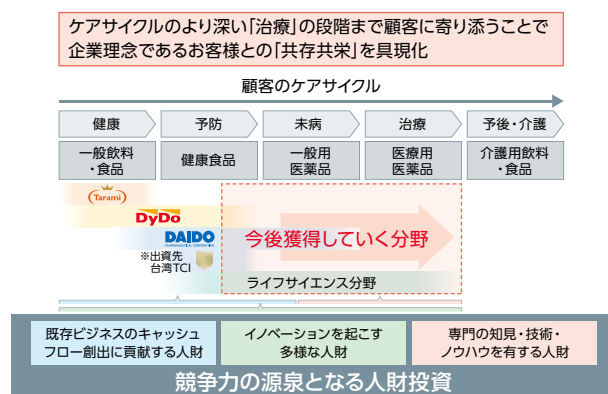 ケアサイクルのより深い「治療」の段階まで顧客に寄り添うことで
企業理念であるお客様との「共存共栄」を具現化
顧客のケアサイクル
健康
予防
未病
治療
予後・介護
一般飲料
・食品
健康食品
一般用
医薬品
医療用
医薬品
介護用飲料
・食品
Tarami
DyDo
DAIDO
PHARMACEUTICAL CORPORATION
今後獲得していく分野
※出資先
台湾TCI
ライフサイエンス分野
既存ビジネスのキャッシュ
フロー創出に貢献する人財
イノベーションを起こす
多様な人財
専門の知見・技術・
ノウハウを有する人財
競争力の源泉となる人財投資